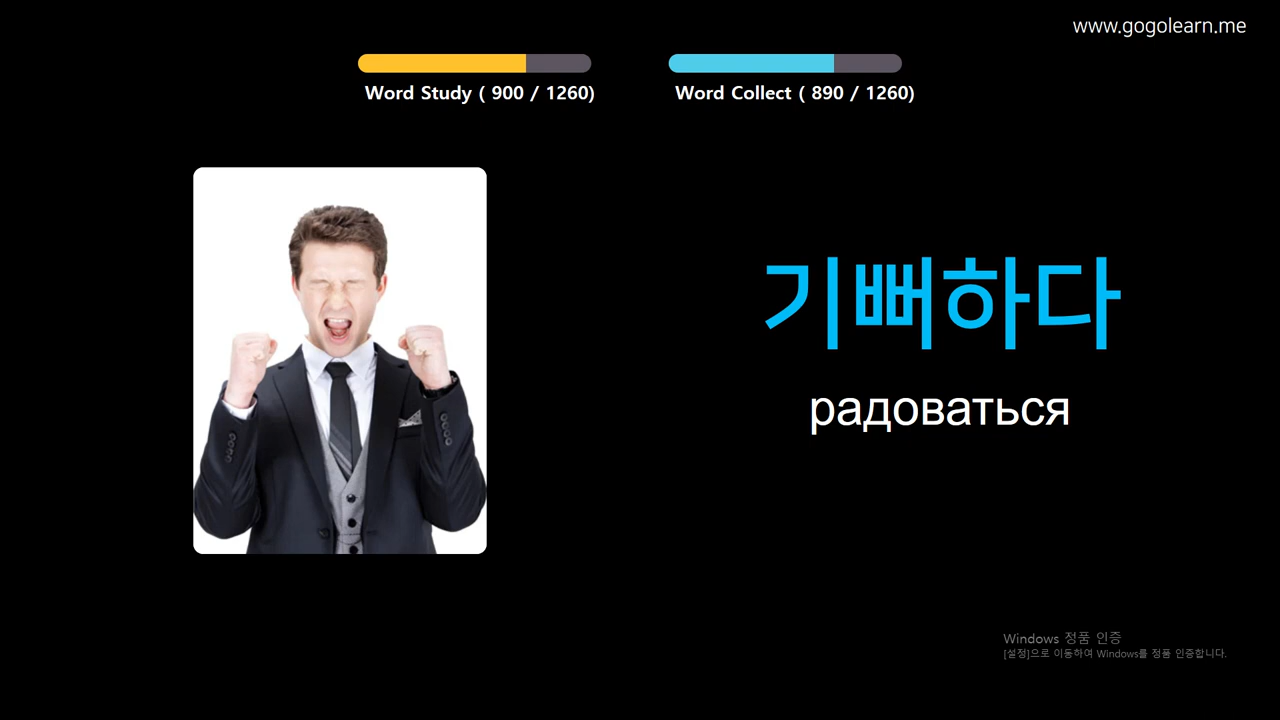 www.gogolearn.me
Word Study ( 900 / 1260)
Word Collect ( 890 / 1260)
기뻐하다
радоваться
Windows 정품 인증
[설정]으로 이동하여 Windows를 정품 인증합니다.